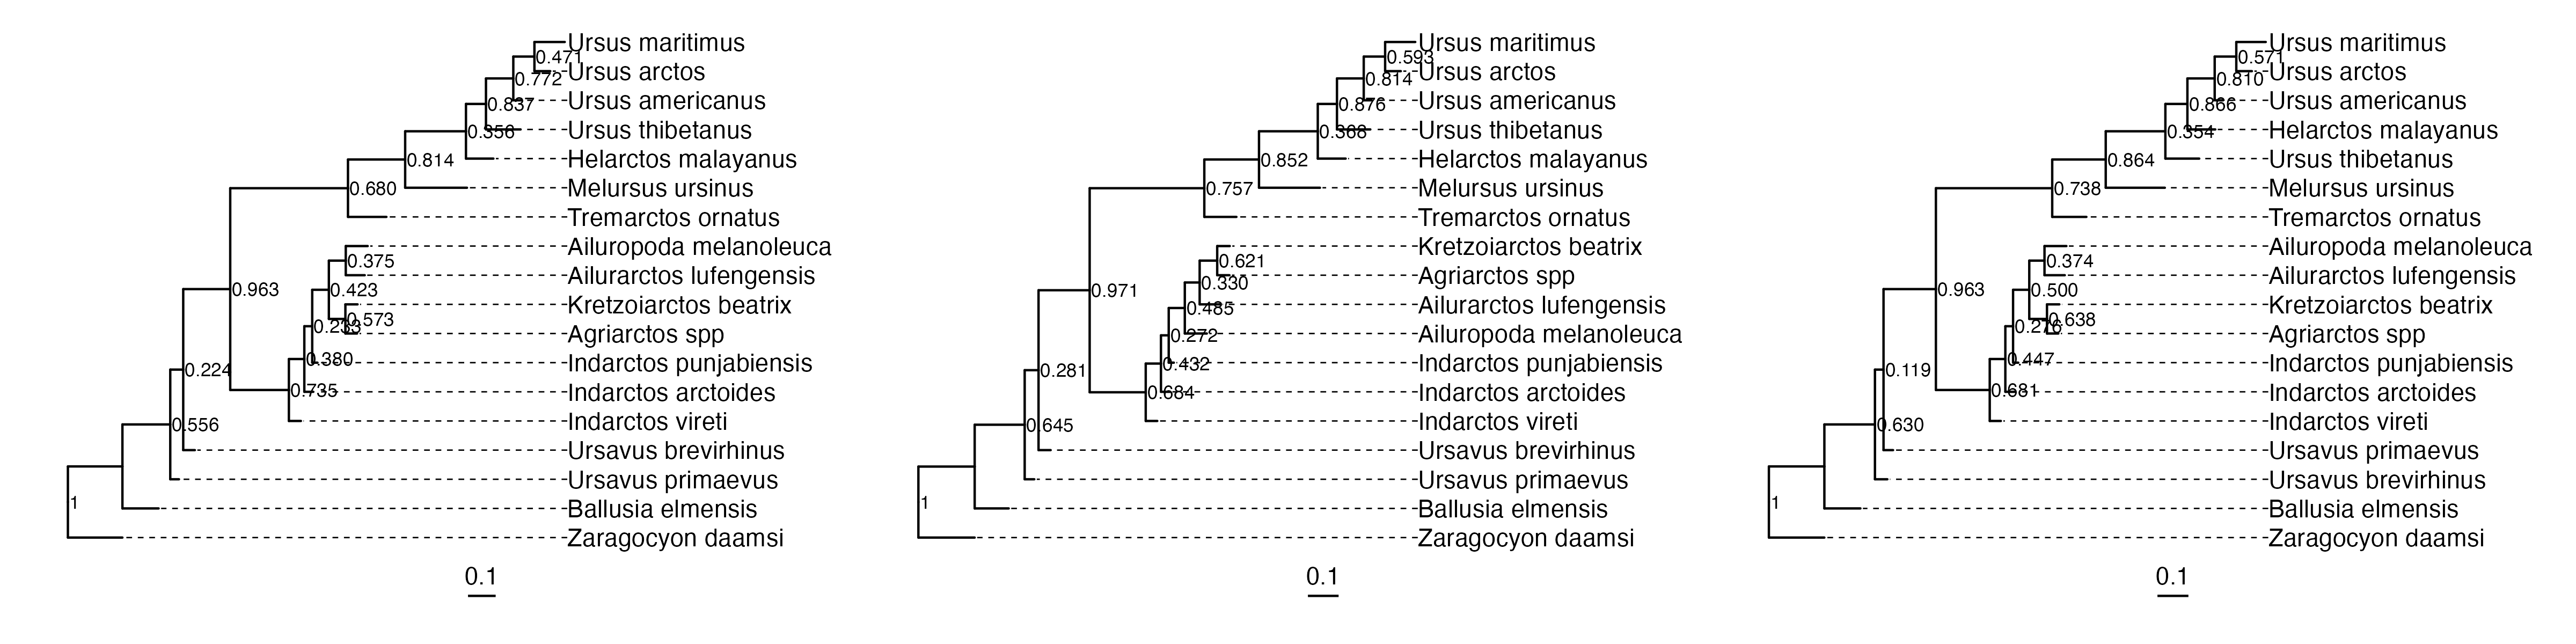 Ursus maritimus
0.471
Ursus arctos
0.772
Ursus americanus
0.837
Ursus thibetanus
0.356
Helarctos malayanus
0.814
Melursus ursinus
0.680
Tremarctos ornatus
Ailuropoda melanoleuca
0.375
Ailurarctos lufengensis
0.963
0.423
Kretzoiarctos beatrix
0.573
0.233
Agriarctos spp
0.380
Indarctos punjabiensis
0.224
0.735
Indarctos arctoides
Indarctos vireti
0.556
Ursavus brevirhinus
Ursavus primaevus
1
Ballusia elmensis
Zaragocyon daamsi
0.1
Ursus maritimus
0.593
Ursus arctos
0.814
Ursus americanus
0.876
Ursus thibetanus
0.368
Helarctos malayanus
0.852
Melursus ursinus
0.757
Tremarctos ornatus
Kretzoiarctos beatrix
0.621
Agriarctos spp
0.330
0.971
Ailurarctos lufengensis
0.485
Ailuropoda melanoleuca
0.272
Indarctos punjabiensis
0.432
0.281
Indarctos arctoides
0.684
Indarctos vireti
0.645
Ursavus brevirhinus
Ursavus primaevus
1
Ballusia elmensis
Zaragocyon daamsi
0.1
Ursus maritimus
0.571
Ursus arctos
0.810
Ursus americanus
0.866
Helarctos malayanus
0.354
Ursus thibetanus
0.864
Melursus ursinus
0.738
Tremarctos ornatus
Ailuropoda melanoleuca
0.374
Ailurarctos lufengensis
0.963
0.500
Kretzoiarctos beatrix
0.638
0.276
Agriarctos spp
0.447
Indarctos punjabiensis
0.119
0.681
Indarctos arctoides
Indarctos vireti
0.630
Ursavus primaevus
Ursavus brevirhinus
1
Ballusia elmensis
Zaragocyon daamsi
0.1